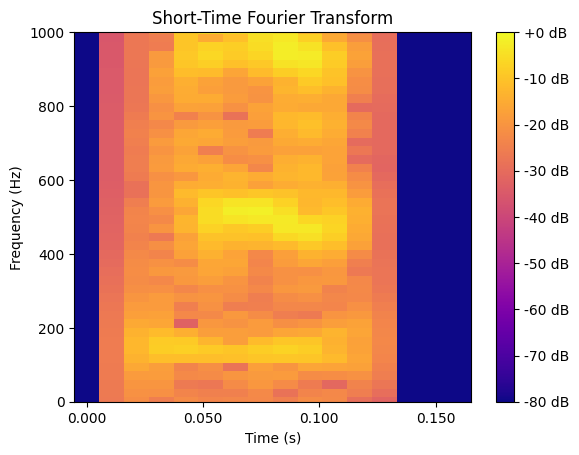 Short-Time Fourier Transform
1000
800
600
400
200
0
Frequency (Hz)
0.000
0.050
0.100
0.150
Time (s)
+0 dB
-10 dB
-20 dB
-30 dB
-40 dB
-50 dB
-60 dB
-70 dB
-80 dB